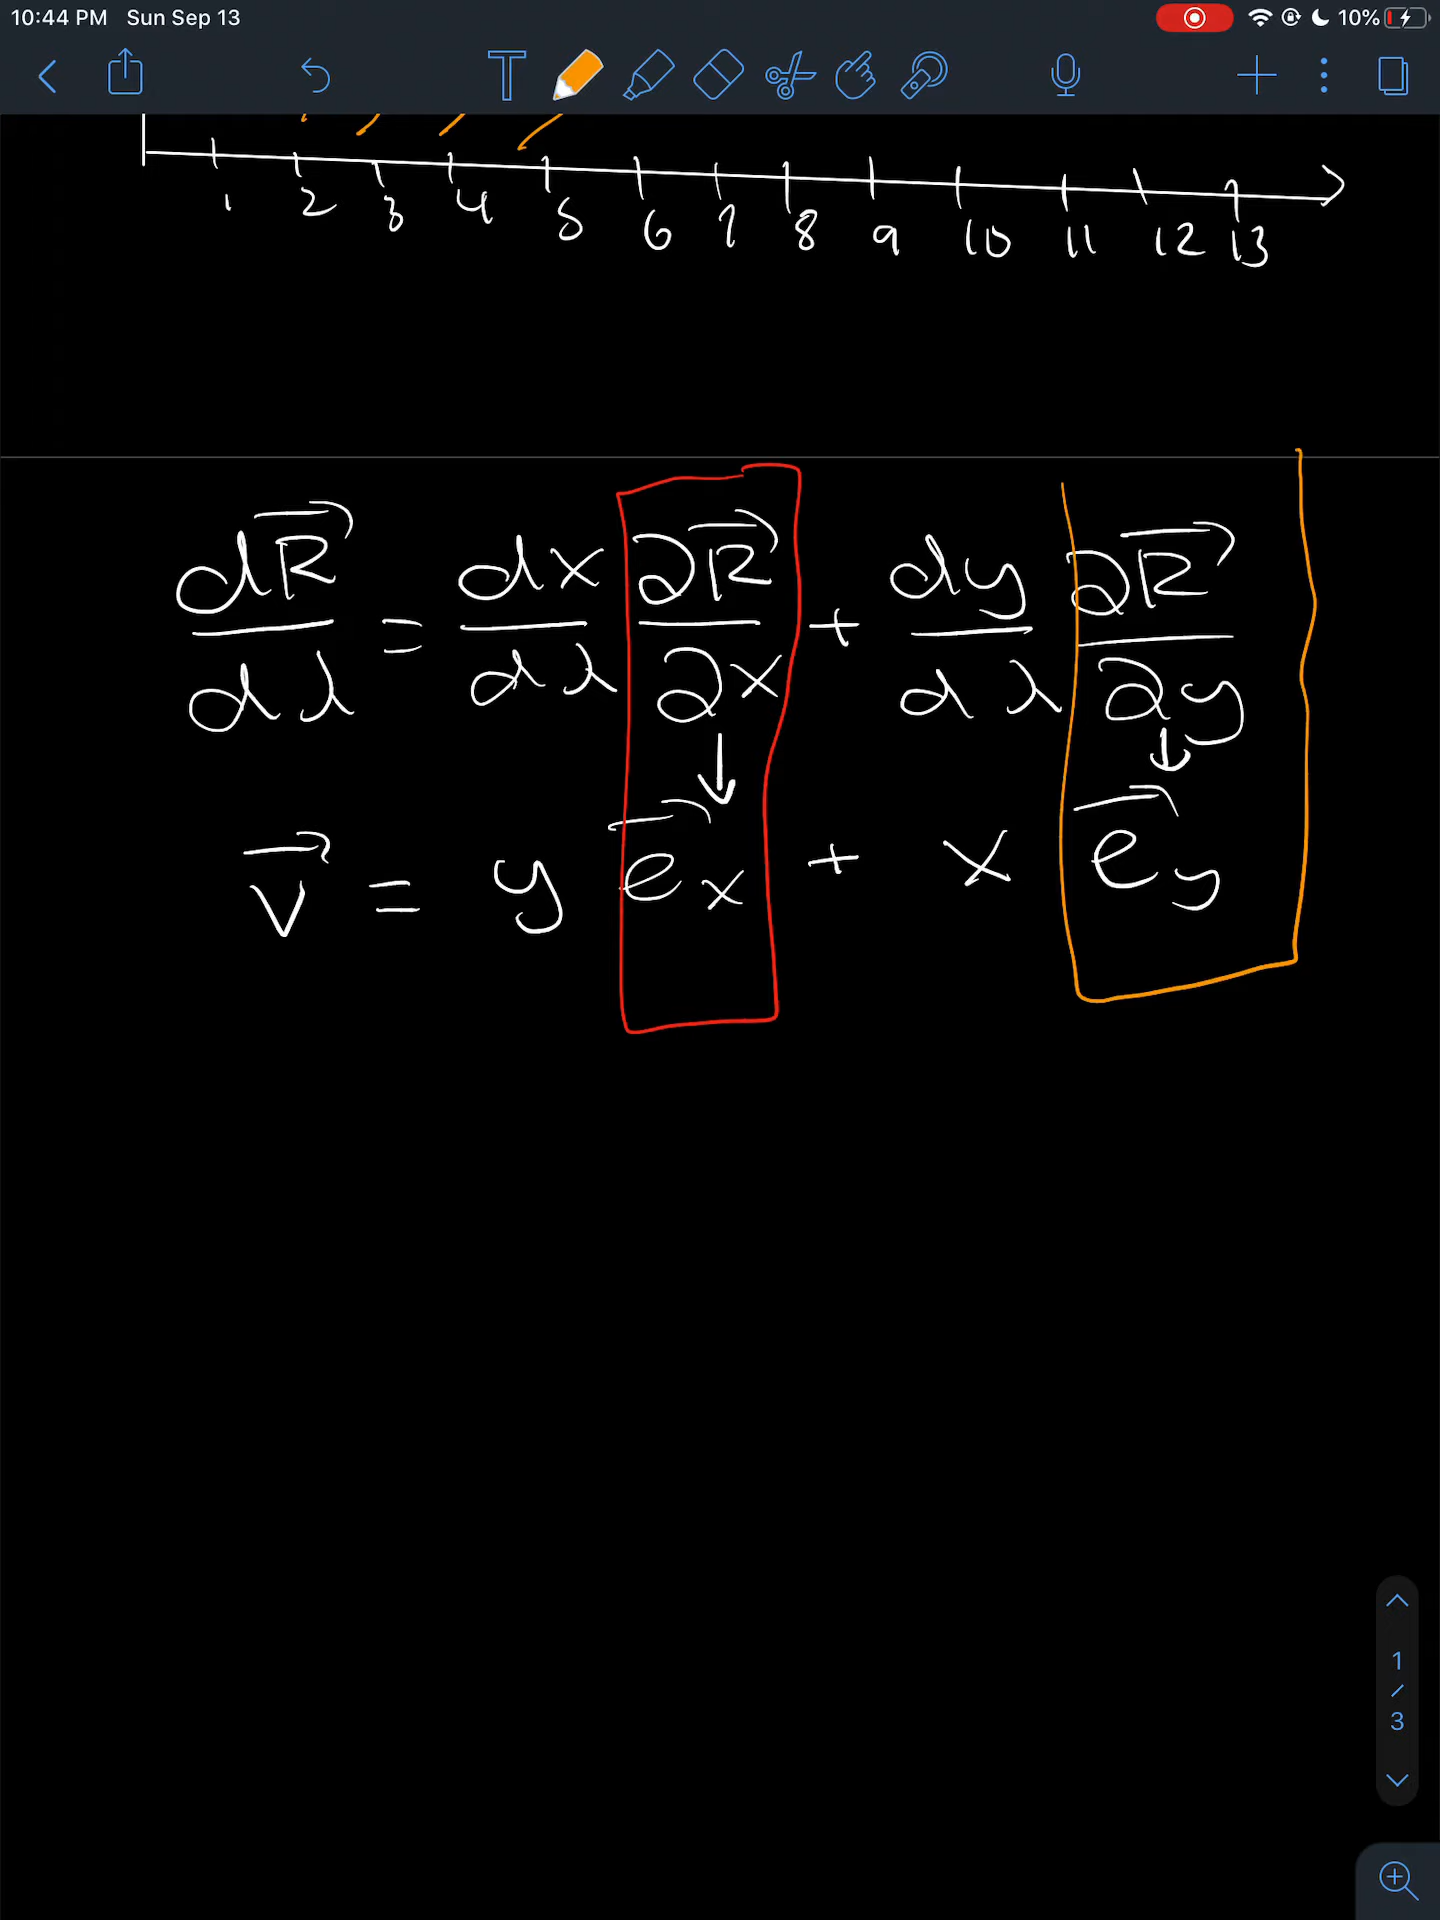 10:44 PM Sun Sep 13 10%
T
1 2 3 4 5 6 7 8 9 10 11 12 13
dR⃗/dλ = dx/dλ ∂R⃗/∂x + dy/dλ ∂R⃗/∂y
↓ ↓
v⃗ = y e⃗x + x e⃗y
1
/
3